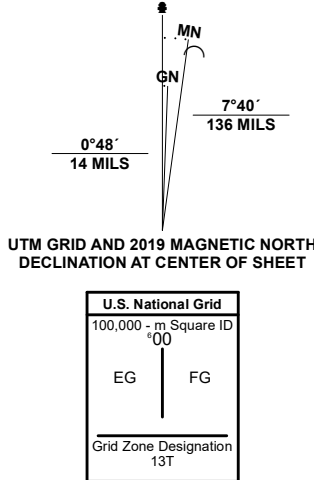 MN
GN
7°40´
136 MILS
0°48´
14 MILS
UTM GRID AND 2019 MAGNETIC NORTH
DECLINATION AT CENTER OF SHEET
U.S. National Grid
100,000 - m Square ID
⁶00
EG FG
Grid Zone Designation
13T